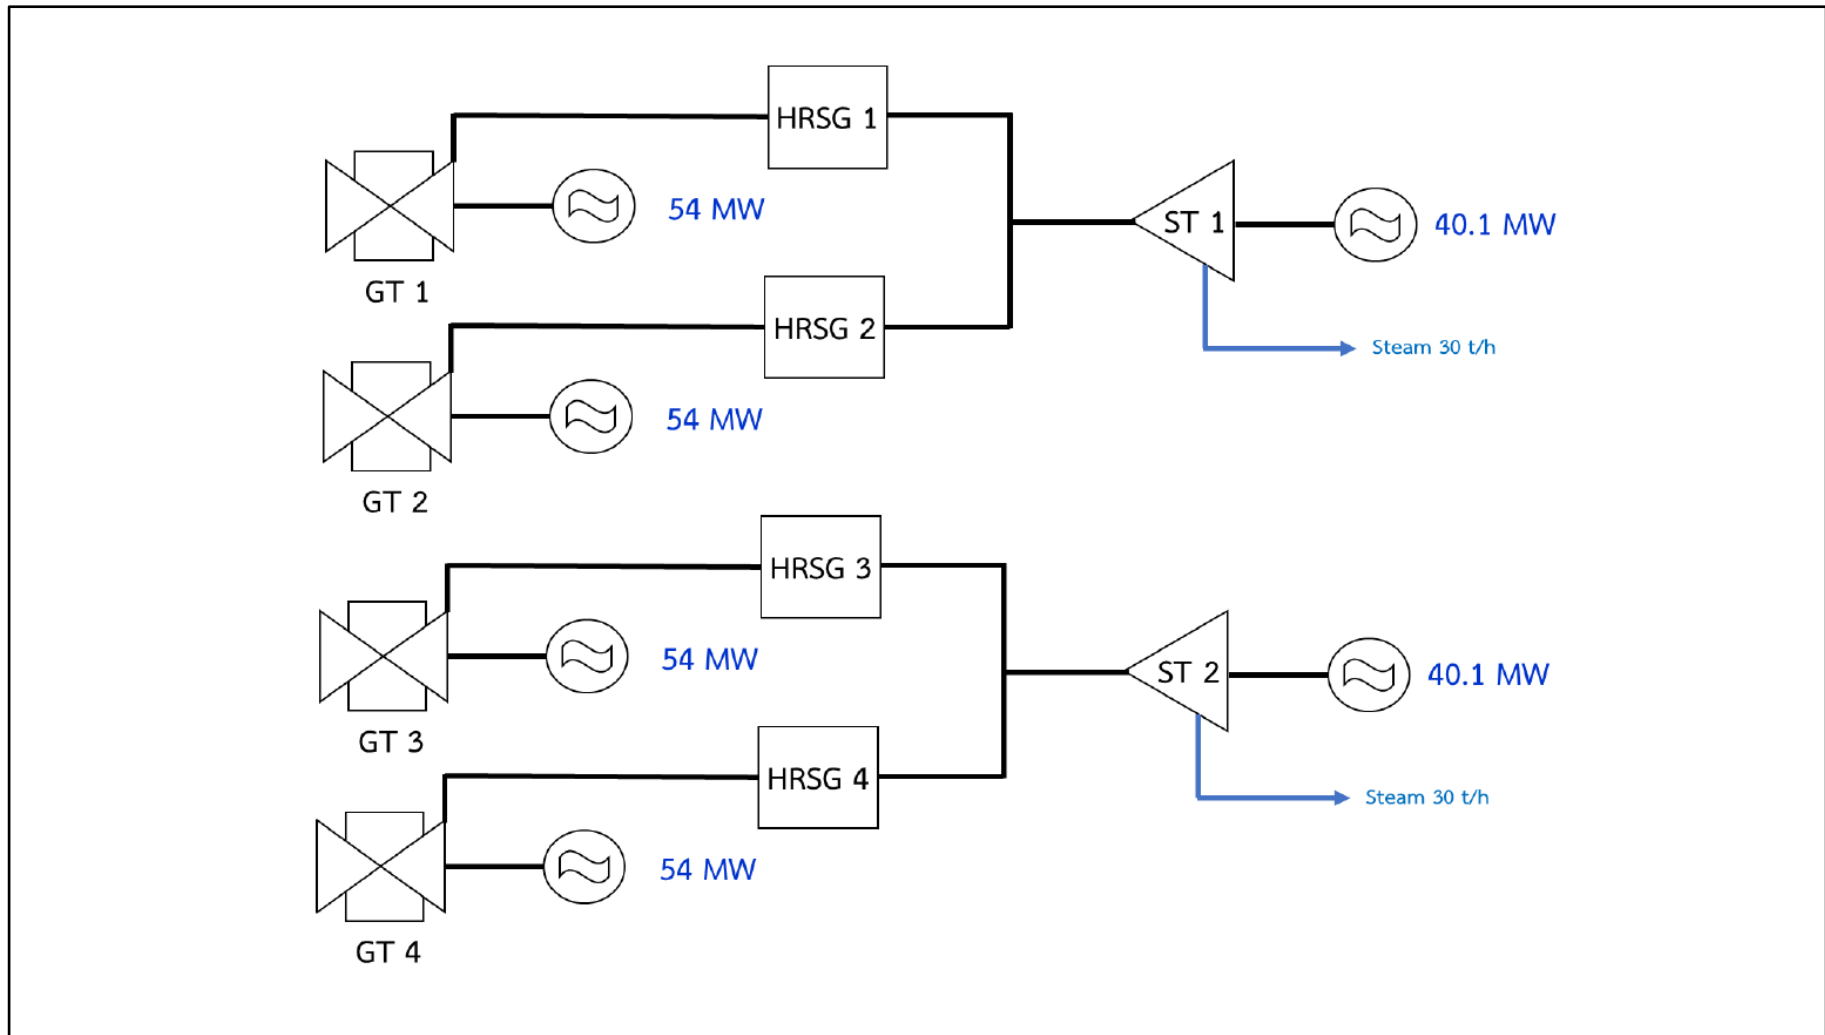 HRSG 1
54 MW
ST 1
40.1 MW
GT 1
HRSG 2
Steam 30 t/h
54 MW
GT 2
HRSG 3
54 MW
ST 2
40.1 MW
GT 3
HRSG 4
Steam 30 t/h
54 MW
GT 4